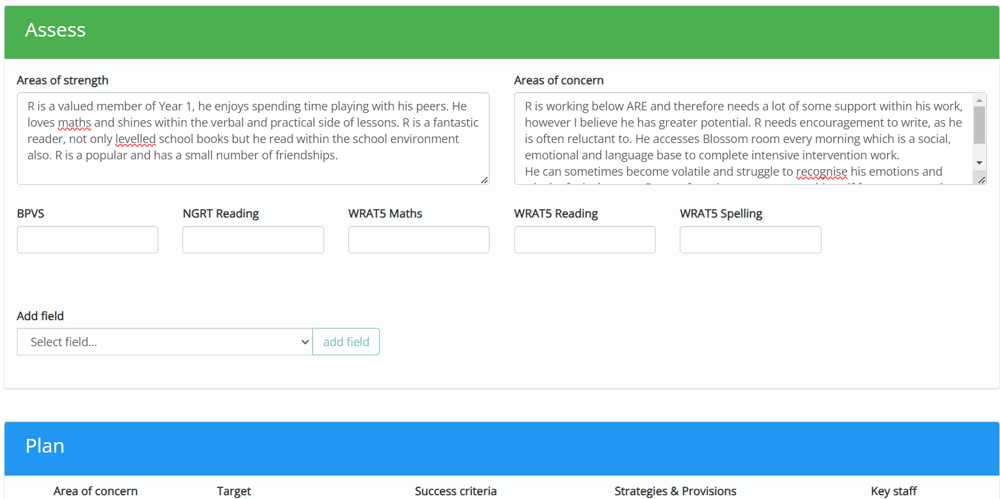 Assess
Areas of strength
R is a valued member of Year 1, he enjoys spending time playing with his peers. He
loves maths and shines within the verbal and practical side of lessons. R is a fantastic
reader, not only levelled school books but he read within the school environment
also. R is a popular and has a small number of friendships.
Areas of concern
R is working below ARE and therefore needs a lot of some support within his work,
however I believe he has greater potential. R needs encouragement to write, as he
is often reluctant to. He accesses Blossom room every morning which is a social,
emotional and language base to complete intensive intervention work.
He can sometimes become volatile and struggle to recognise his emotions and
BPVS
NGRT Reading
WRAT5 Maths
WRAT5 Reading
WRAT5 Spelling
Add field
Select field...
add field
Plan
Area of concern
Target
Success criteria
Strategies & Provisions
Key staff